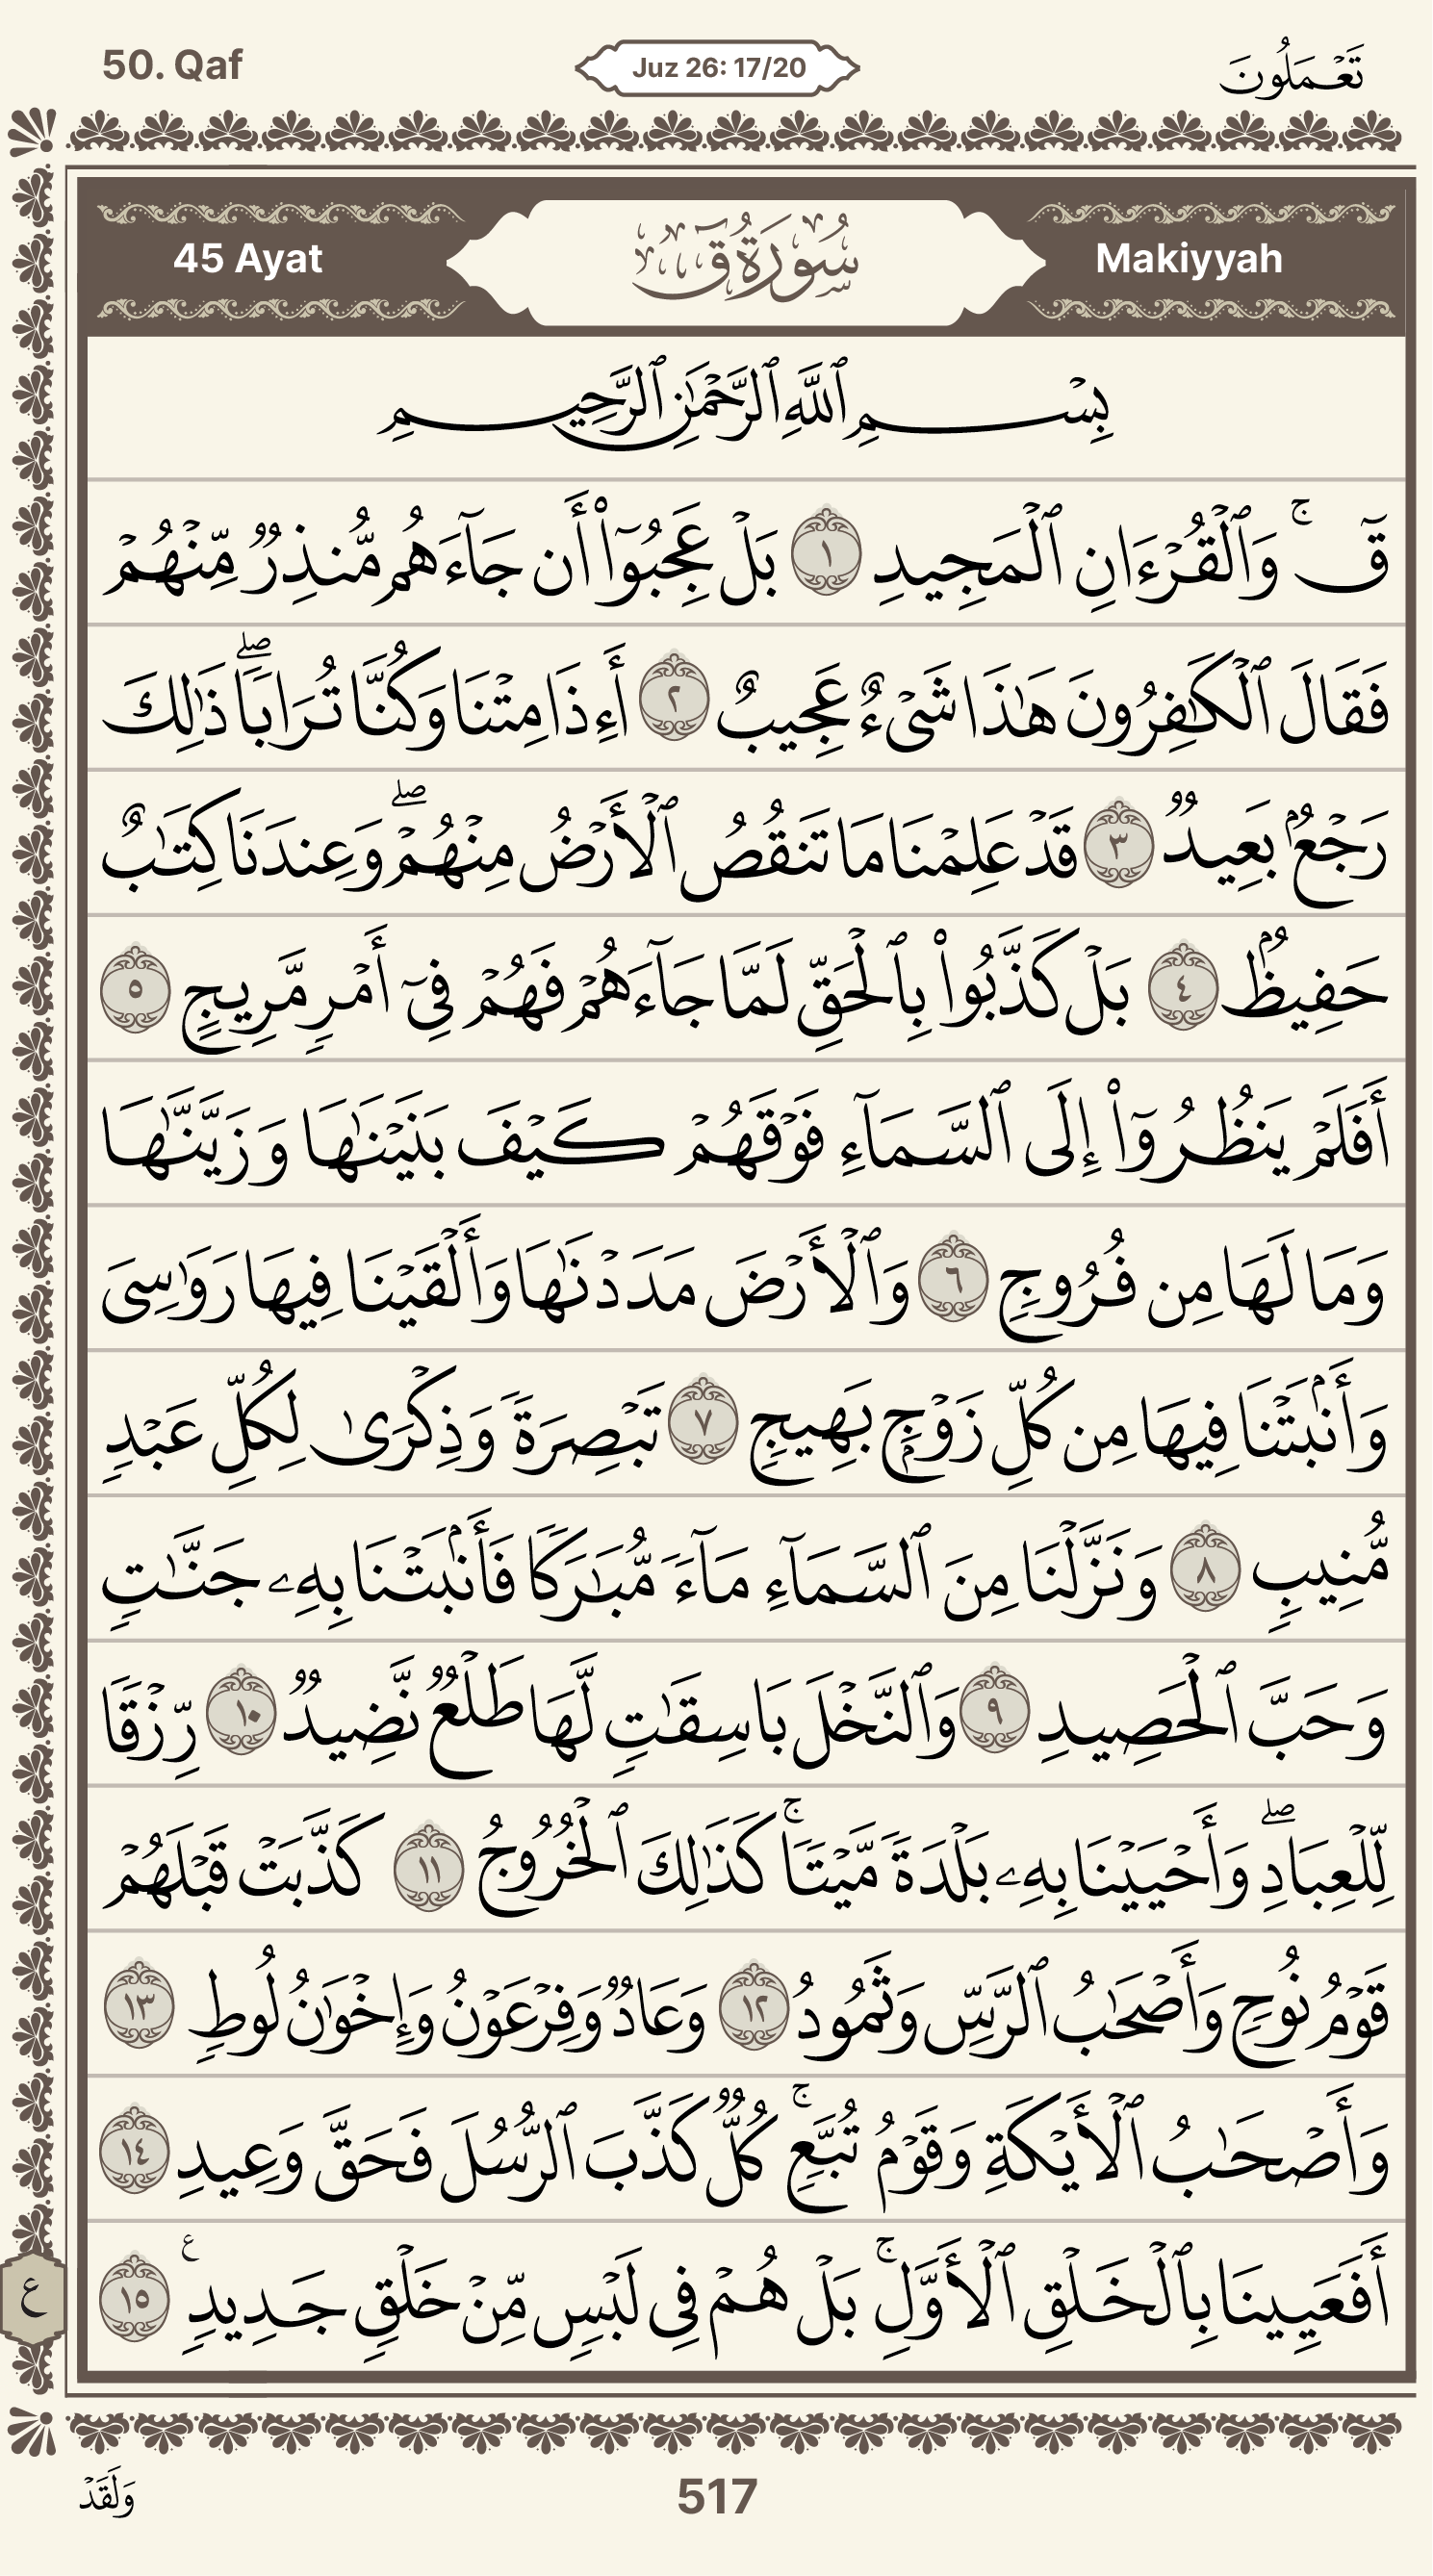 50. Qaf
Juz 26: 17/20
تَعْمَلُونَ
45 Ayat
سُورَةُ قٓ
Makiyyah
بِسْمِ ٱللَّهِ ٱلرَّحْمَٰنِ ٱلرَّحِيمِ
قٓ ۚ وَٱلْقُرْءَانِ ٱلْمَجِيدِ ١ بَلْ عَجِبُوٓا۟ أَن جَآءَهُم مُّنذِرٌ مِّنْهُمْ
فَقَالَ ٱلْكَٰفِرُونَ هَٰذَا شَىْءٌ عَجِيبٌ ٢ أَءِذَا مِتْنَا وَكُنَّا تُرَابًا ۖ ذَٰلِكَ
رَجْعٌۢ بَعِيدٌ ٣ قَدْ عَلِمْنَا مَا تَنقُصُ ٱلْأَرْضُ مِنْهُمْ ۖ وَعِندَنَا كِتَٰبٌ
حَفِيظٌۢ ٤ بَلْ كَذَّبُوا۟ بِٱلْحَقِّ لَمَّا جَآءَهُمْ فَهُمْ فِىٓ أَمْرٍ مَّرِيجٍ ٥
أَفَلَمْ يَنظُرُوٓا۟ إِلَى ٱلسَّمَآءِ فَوْقَهُمْ كَيْفَ بَنَيْنَٰهَا وَزَيَّنَّٰهَا
وَمَا لَهَا مِن فُرُوجٍ ٦ وَٱلْأَرْضَ مَدَدْنَٰهَا وَأَلْقَيْنَا فِيهَا رَوَٰسِىَ
وَأَنۢبَتْنَا فِيهَا مِن كُلِّ زَوْجٍۭ بَهِيجٍ ٧ تَبْصِرَةً وَذِكْرَىٰ لِكُلِّ عَبْدٍ
مُّنِيبٍ ٨ وَنَزَّلْنَا مِنَ ٱلسَّمَآءِ مَآءً مُّبَٰرَكًا فَأَنۢبَتْنَا بِهِۦ جَنَّٰتٍ
وَحَبَّ ٱلْحَصِيدِ ٩ وَٱلنَّخْلَ بَاسِقَٰتٍ لَّهَا طَلْعٌ نَّضِيدٌ ١٠ رِّزْقًا
لِّلْعِبَادِ ۖ وَأَحْيَيْنَا بِهِۦ بَلْدَةً مَّيْتًا ۚ كَذَٰلِكَ ٱلْخُرُوجُ ١١ كَذَّبَتْ قَبْلَهُمْ
قَوْمُ نُوحٍ وَأَصْحَٰبُ ٱلرَّسِّ وَثَمُودُ ١٢ وَعَادٌ وَفِرْعَوْنُ وَإِخْوَٰنُ لُوطٍ ١٣
وَأَصْحَٰبُ ٱلْأَيْكَةِ وَقَوْمُ تُبَّعٍ ۚ كُلٌّ كَذَّبَ ٱلرُّسُلَ فَحَقَّ وَعِيدِ ١٤
أَفَعَيِينَا بِٱلْخَلْقِ ٱلْأَوَّلِ ۚ بَلْ هُمْ فِى لَبْسٍ مِّنْ خَلْقٍ جَدِيدٍ ع ١٥
ع
517
وَلَقَدْ